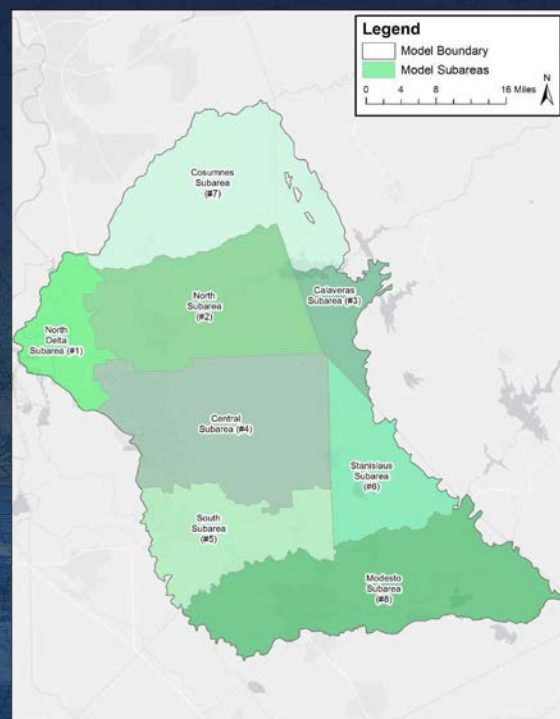 Legend
Model Boundary
Model Subareas
0 4 8 16 Miles
N
Cosumnes
Subarea
(#7)
North
Subarea
(#2)
Calaveras
Subarea (#3)
North
Delta
Subarea (#1)
Central
Subarea (#4)
Stanislaus
Subarea
(#6)
South
Subarea
(#5)
Modesto
Subarea
(#8)